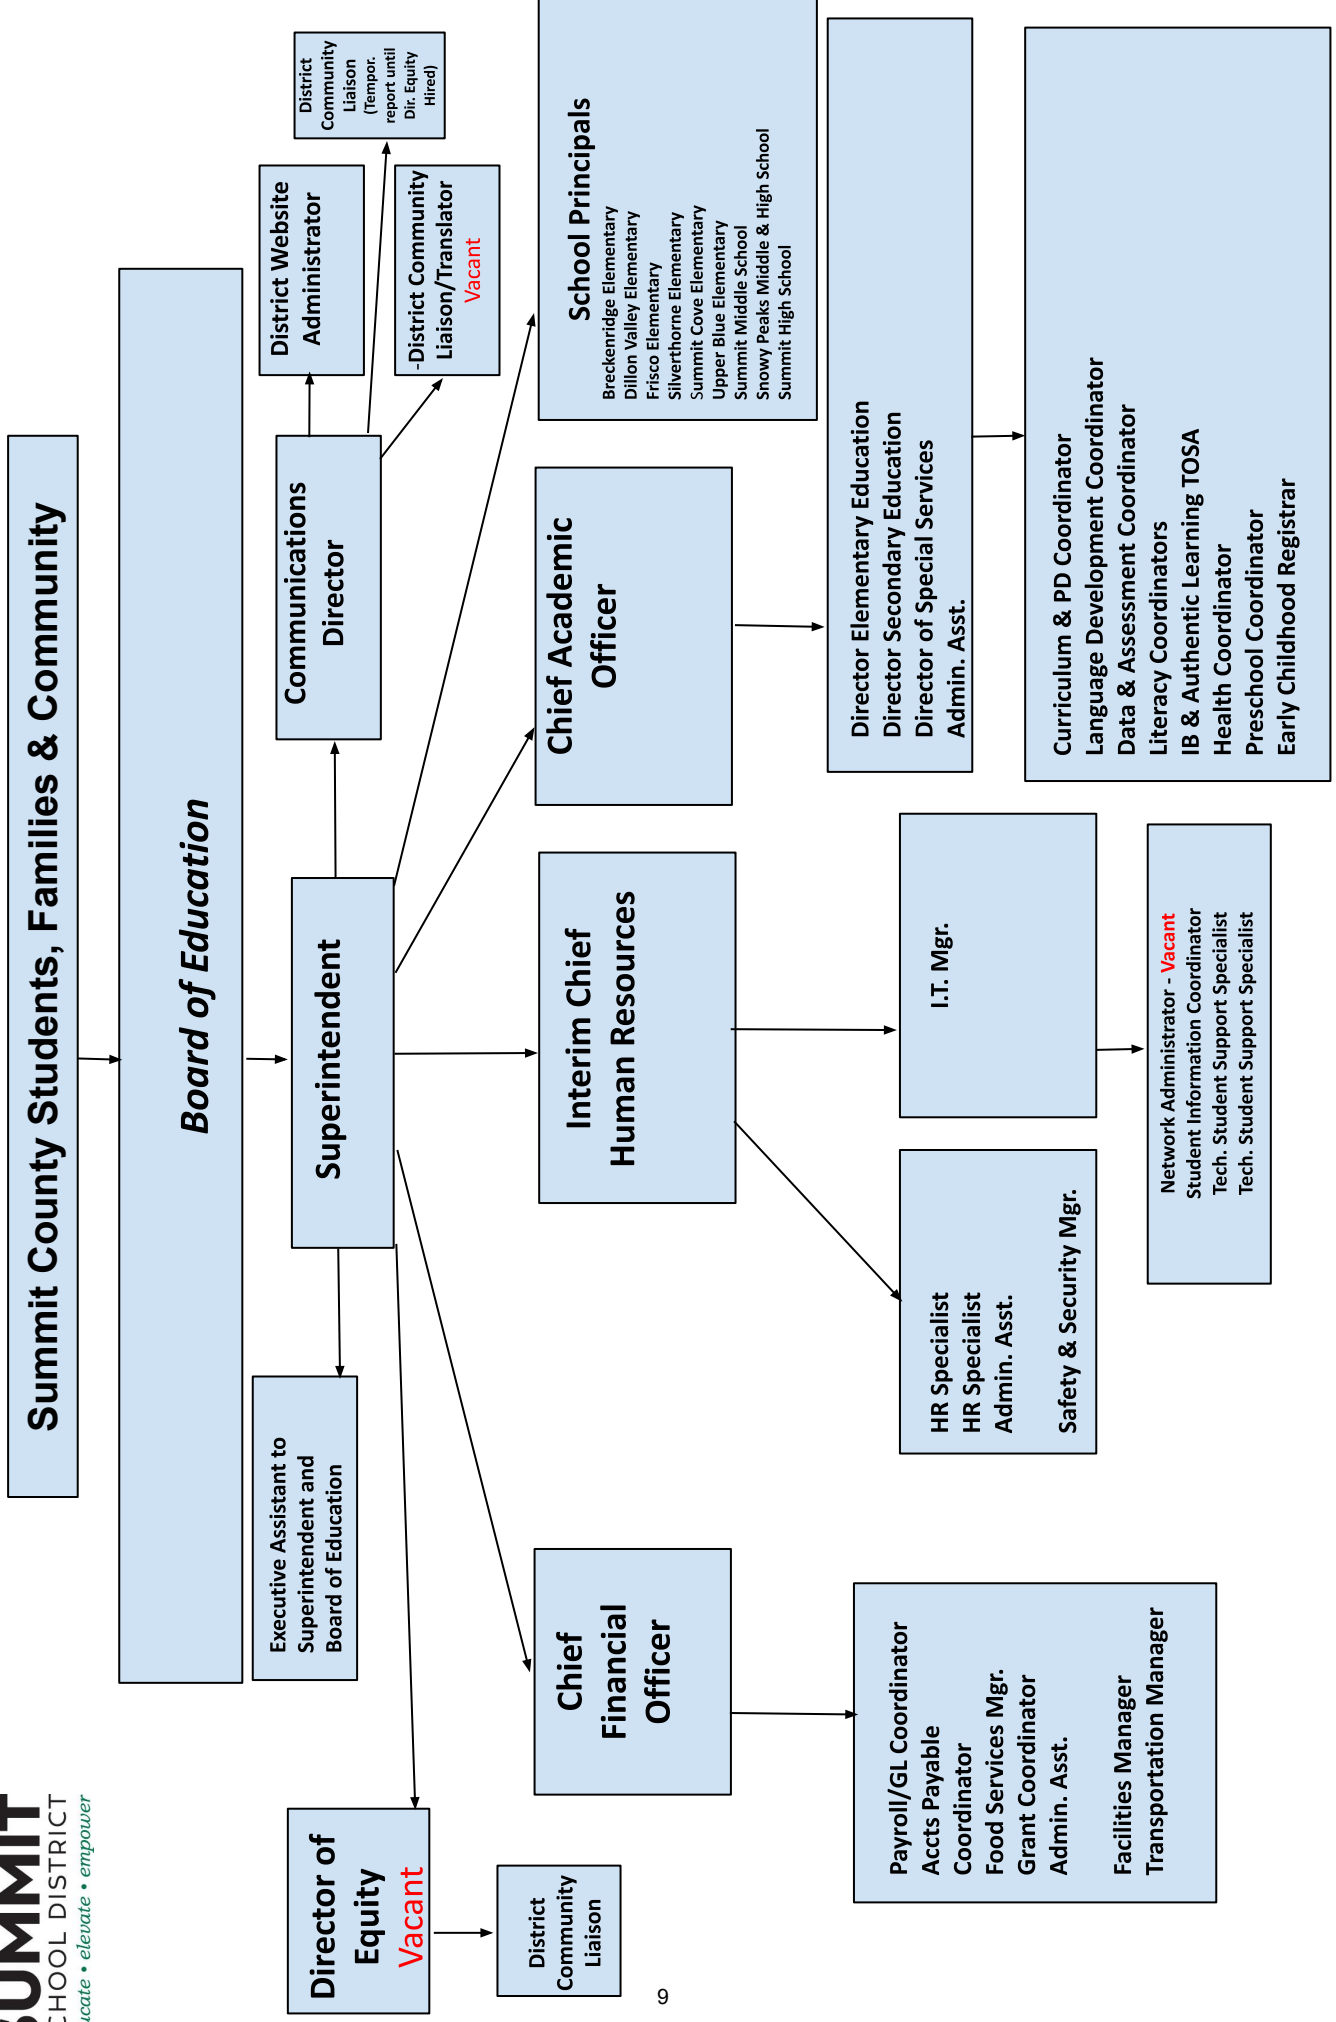 SUMMIT
SCHOOL DISTRICT
• elevate • empower
Summit County Students, Families & Community
Board of Education
Executive Assistant to
Superintendent and
Board of Education
Superintendent
Communications
Director
District Website
Administrator
District
Community
Liaison
(Tempor.
report until
Dir. Equity
Hired)
-District Community
Liaison/Translator
Vacant
Director of
Equity
Vacant
District
Community
Liaison
Chief
Financial
Officer
Interim Chief
Human Resources
Chief Academic
Officer
School Principals
Breckenridge Elementary
Dillon Valley Elementary
Frisco Elementary
Silverthorne Elementary
Summit Cove Elementary
Upper Blue Elementary
Summit Middle School
Snowy Peaks Middle & High School
Summit High School
Payroll/GL Coordinator
Accts Payable
Coordinator
Food Services Mgr.
Grant Coordinator
Admin. Asst.
Facilities Manager
Transportation Manager
HR Specialist
HR Specialist
Admin. Asst.
Safety & Security Mgr.
I.T. Mgr.
Network Administrator - Vacant
Student Information Coordinator
Tech. Student Support Specialist
Tech. Student Support Specialist
Director Elementary Education
Director Secondary Education
Director of Special Services
Admin. Asst.
Curriculum & PD Coordinator
Language Development Coordinator
Data & Assessment Coordinator
Literacy Coordinators
IB & Authentic Learning TOSA
Health Coordinator
Preschool Coordinator
Early Childhood Registrar
9